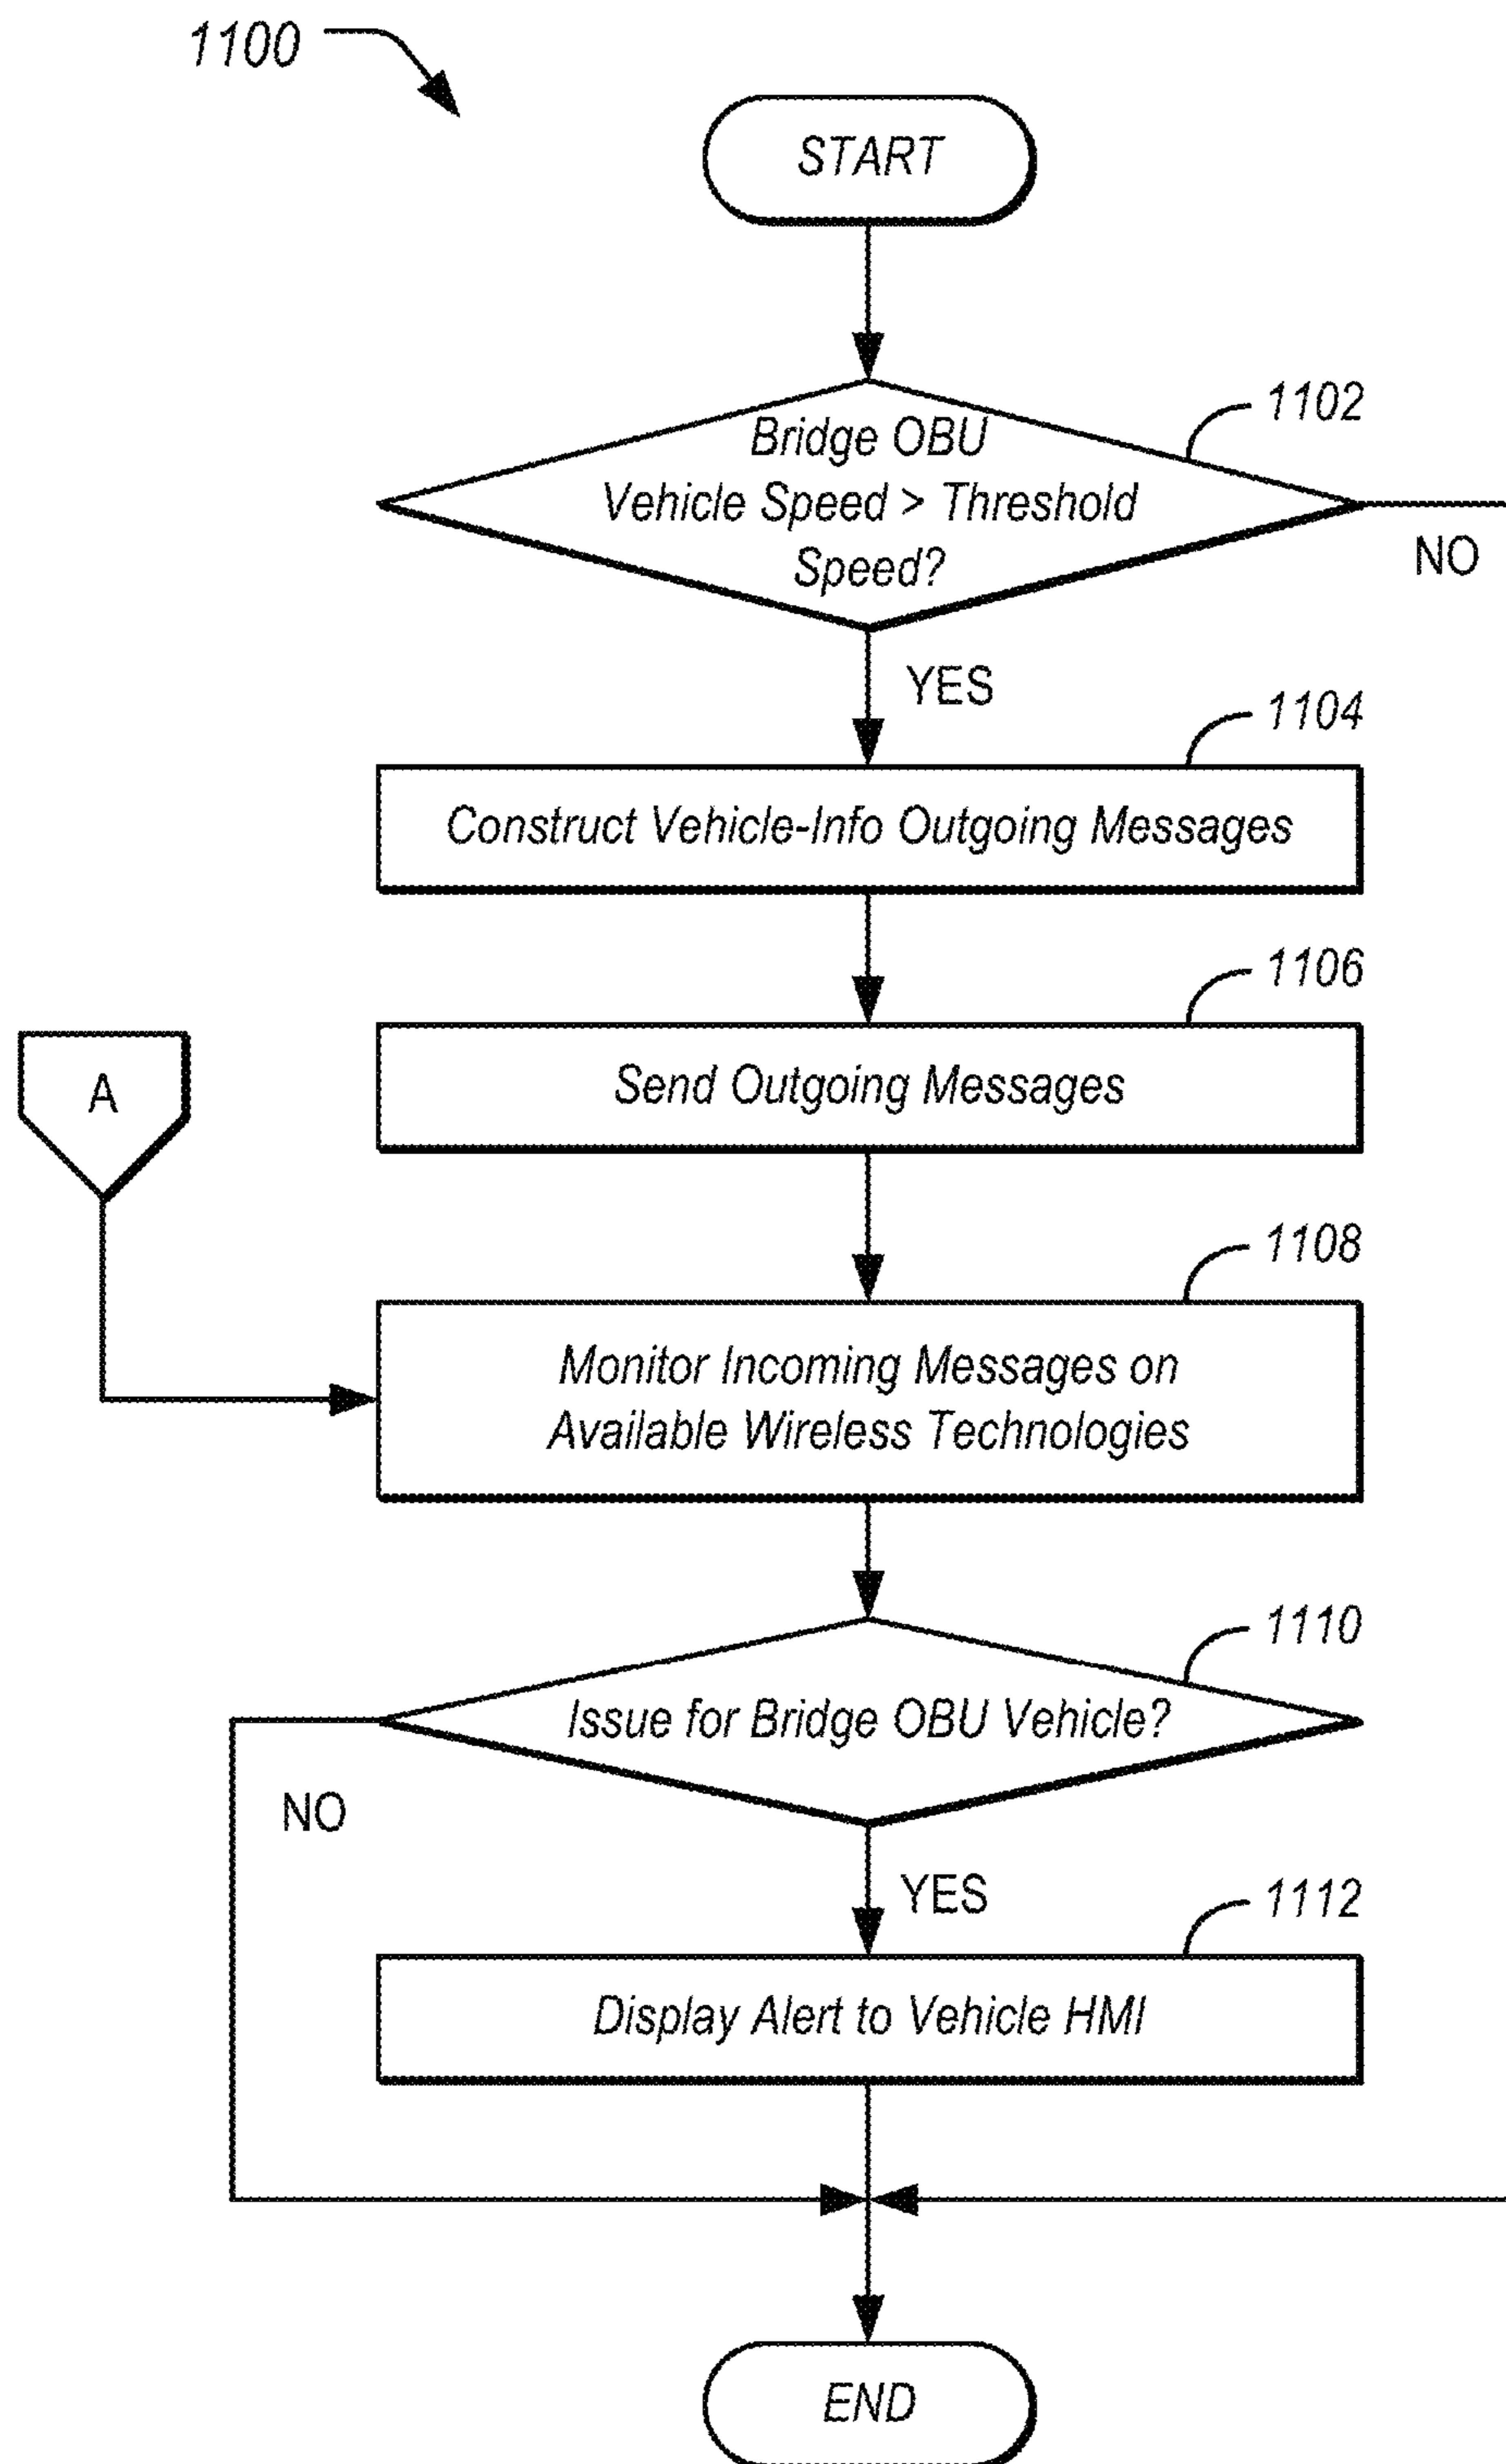 1100
START
1102
Bridge OBU
Vehicle Speed > Threshold
Speed?
NO
YES
1104
Construct Vehicle-Info Outgoing Messages
1106
Send Outgoing Messages
A
1108
Monitor Incoming Messages on
Available Wireless Technologies
1110
Issue for Bridge OBU Vehicle?
NO
YES
1112
Display Alert to Vehicle HMI
END